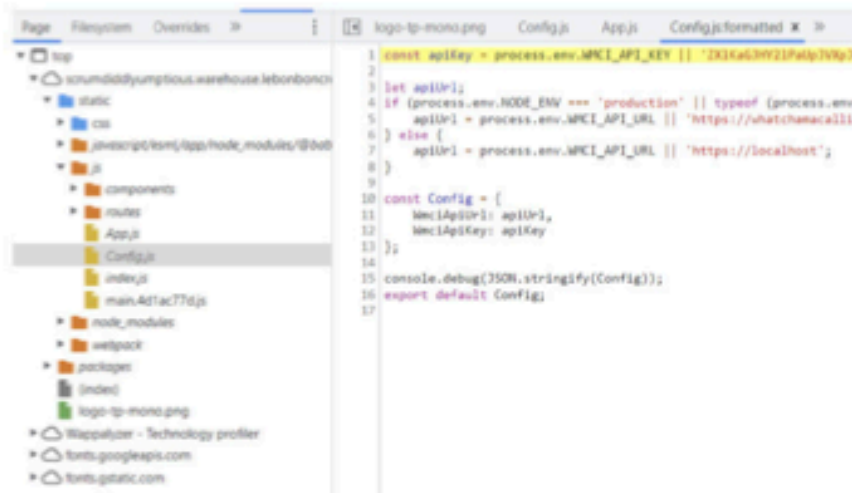 Page Filesystem Overrides
logo-tp-mono.png Config.js App.js Config.js:formatted
top
scrumdiddlyumptious.warehouse.lebonboncro
static
css
javascript/esm/app/node_modules/@bab
js
components
routes
App.js
Config.js
index.js
main.4d1ac77d.js
node_modules
webpack
packages
(index)
logo-tp-mono.png
Wappalyzer - Technology profiler
fonts.googleapis.com
fonts.gstatic.com
1 const apiKey = process.env.WMCI_API_KEY ||
2
3 let apiUrl;
4 if (process.env.NODE_ENV === 'production' || typeof (process.env
5 apiUrl = process.env.WMCI_API_URL || 'https://whatchamacalli
6 } else {
7 apiUrl = process.env.WMCI_API_URL || 'https://localhost';
8 }
9
10 const Config = {
11 WmciApiUrl: apiUrl,
12 WmciApiKey: apiKey
13 };
14
15 console.debug(JSON.stringify(Config));
16 export default Config;
17